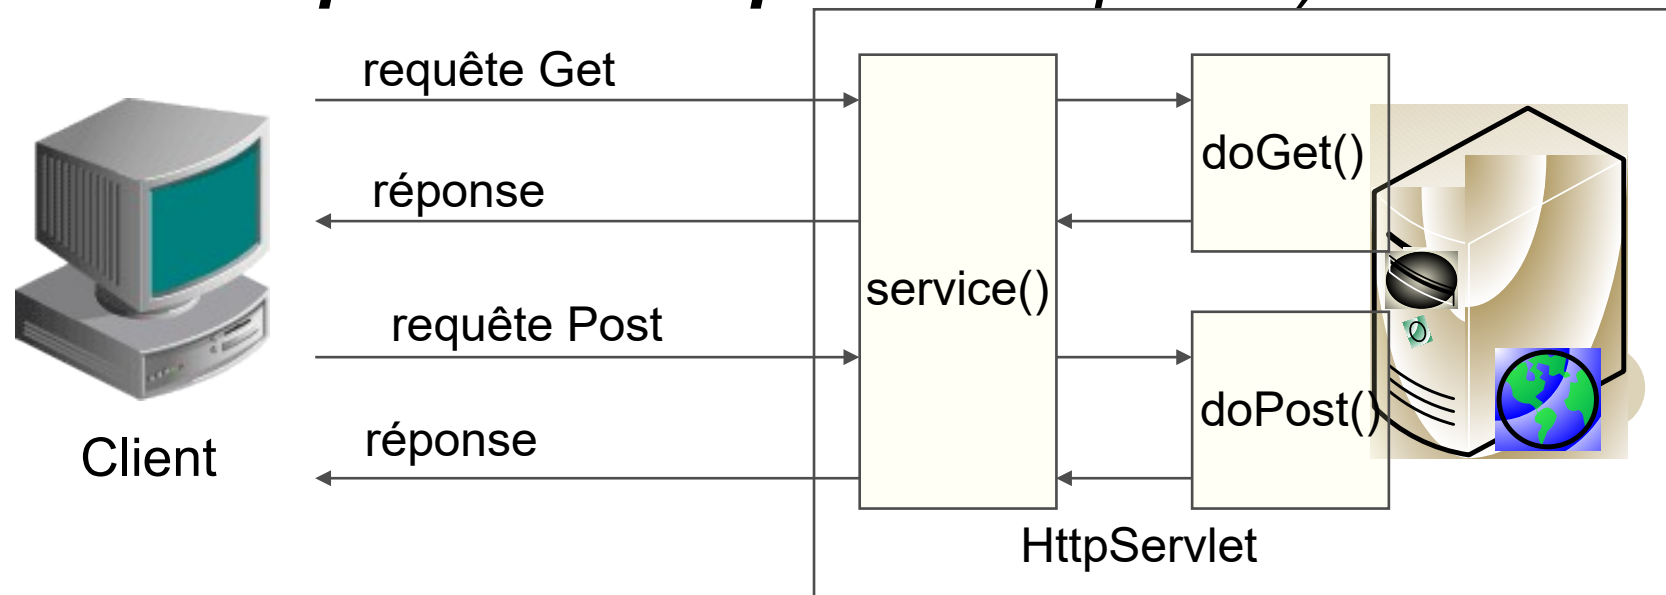 requête Get
réponse
requête Post
réponse
Client
service()
doGet()
doPost()
HttpServlet